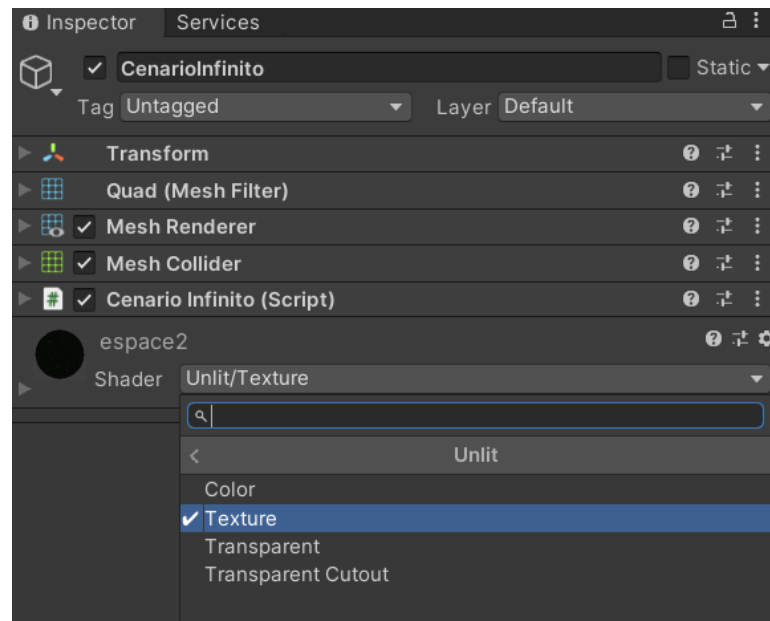 Inspector Services
CenarioInfinito Static
Tag Untagged Layer Default
Transform
Quad (Mesh Filter)
Mesh Renderer
Mesh Collider
# Cenario Infinito (Script)
espace2
Shader Unlit/Texture
Unlit
Color
Texture
Transparent
Transparent Cutout